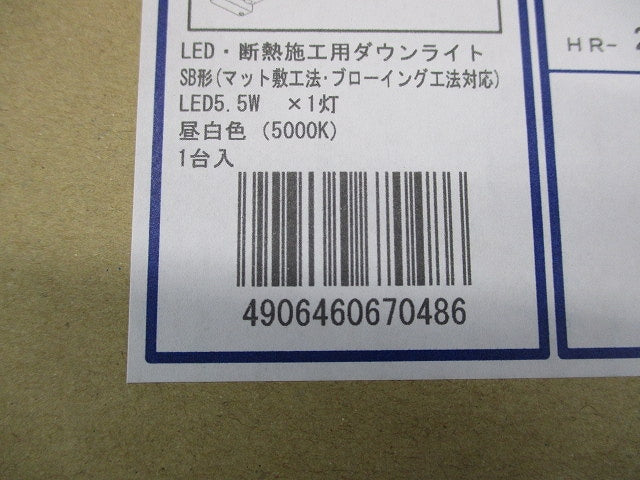 LED・断熱施工用ダウンライト
SB形(マット敷工法・ブローイング工法対応)
LED5.5W ×1灯
昼白色 (5000K)
1台入
4906460670486
HR-